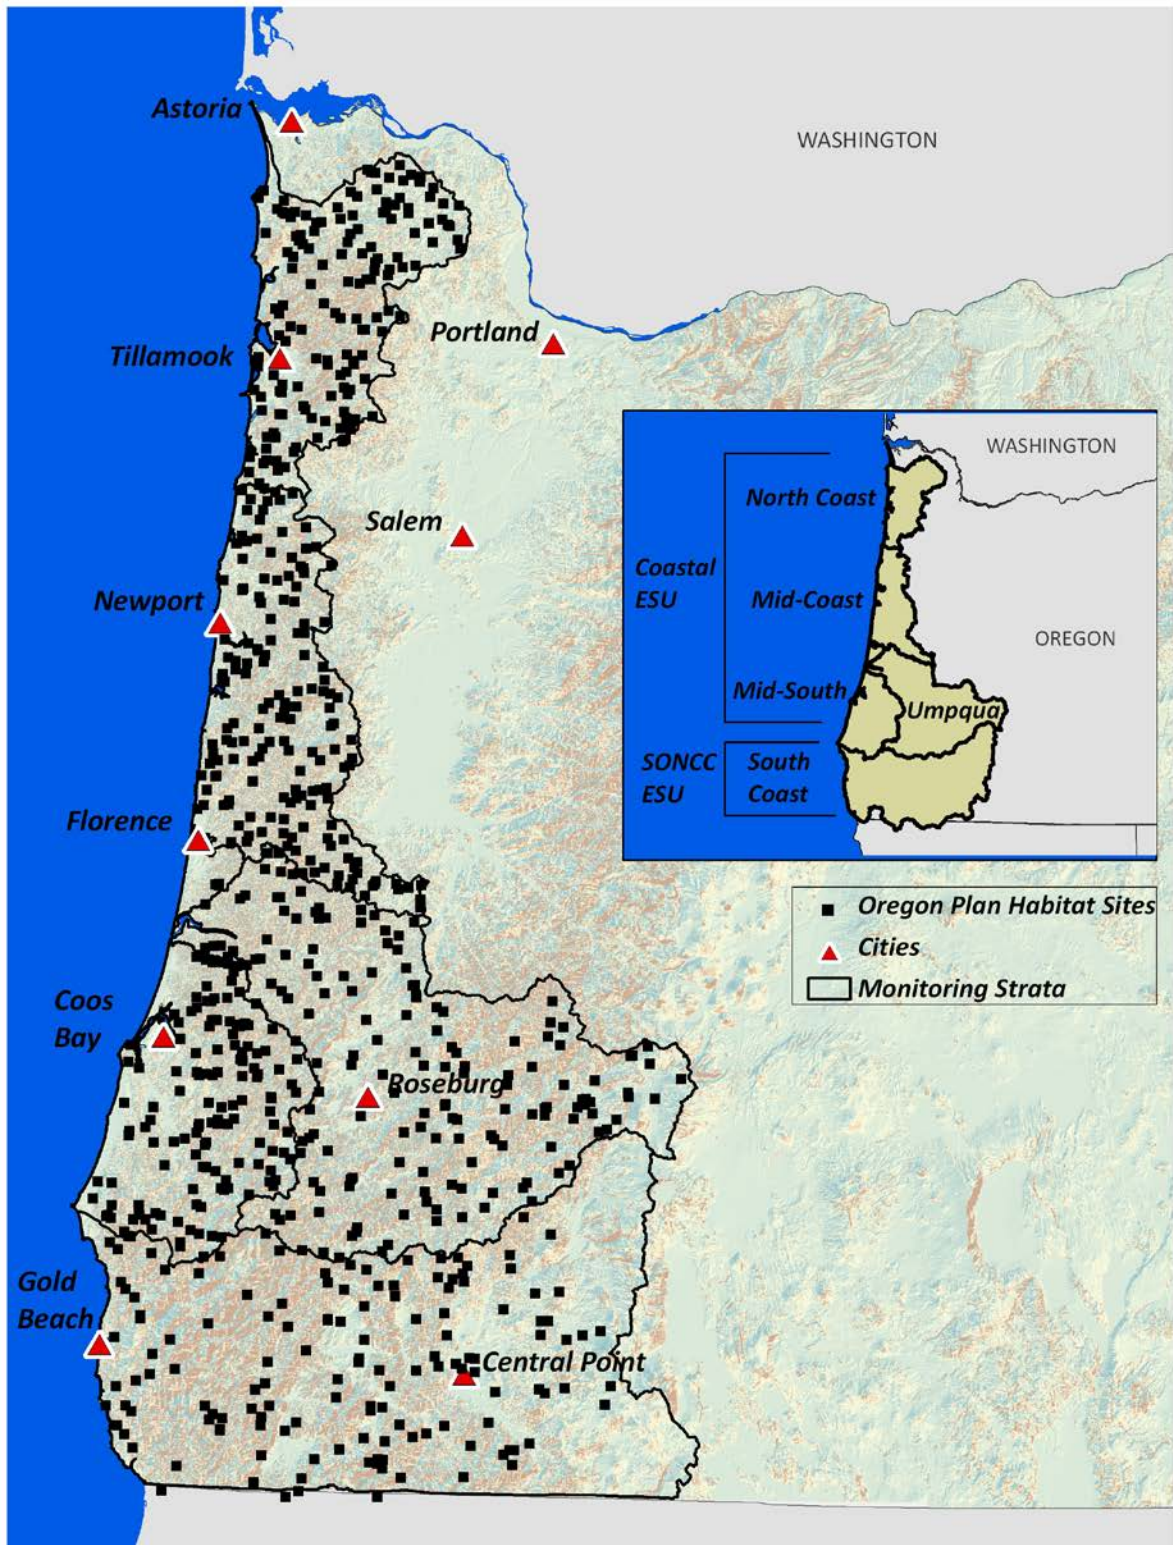 Astoria
WASHINGTON
Portland
Tillamook
Salem
Newport
Florence
Coos
Bay
Roseburg
Gold
Beach
Central Point
WASHINGTON
North Coast
Coastal
ESU
Mid-Coast
OREGON
Mid-South
Umpqua
SONCC
ESU
South
Coast
Oregon Plan Habitat Sites
Cities
Monitoring Strata